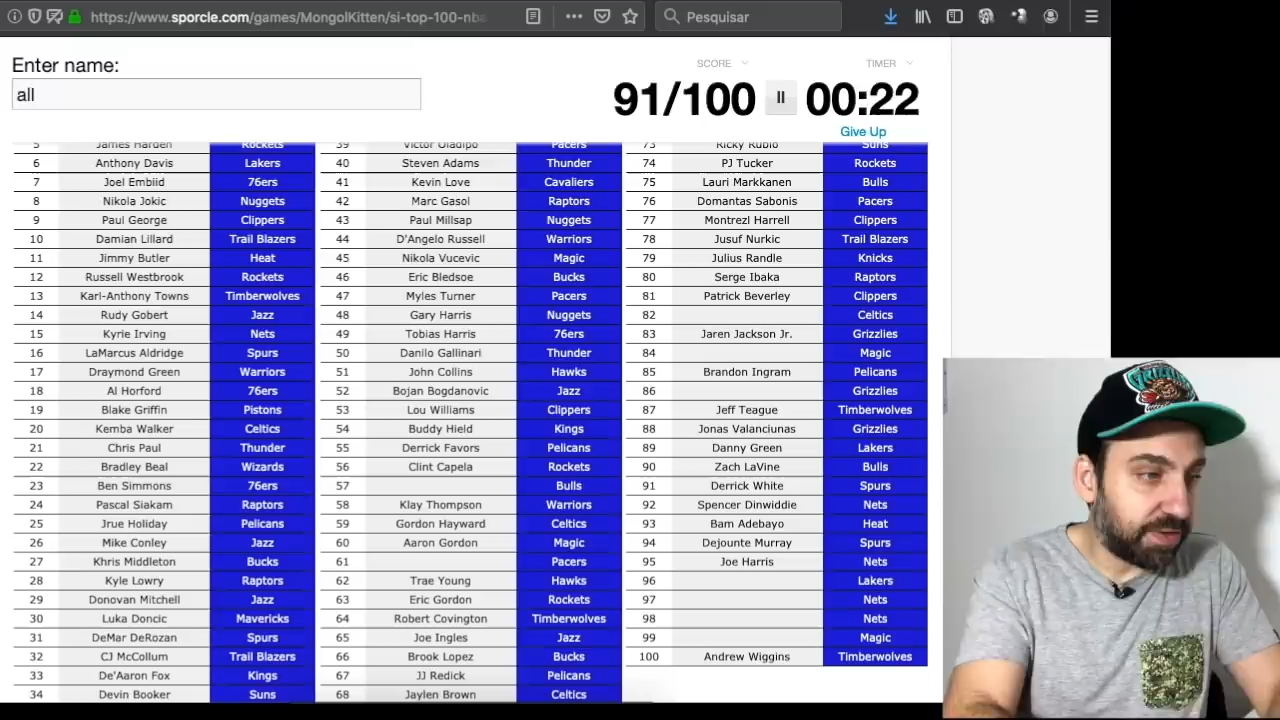 https://www.sporcle.com/games/MongolKitten/si-top-100-nba
Pesquisar
Enter name:
all
SCORE
TIMER
91/100
00:22
Give Up
5 James Harden Rockets
6 Anthony Davis Lakers
7 Joel Embiid 76ers
8 Nikola Jokic Nuggets
9 Paul George Clippers
10 Damian Lillard Trail Blazers
11 Jimmy Butler Heat
12 Russell Westbrook Rockets
13 Karl-Anthony Towns Timberwolves
14 Rudy Gobert Jazz
15 Kyrie Irving Nets
16 LaMarcus Aldridge Spurs
17 Draymond Green Warriors
18 Al Horford 76ers
19 Blake Griffin Pistons
20 Kemba Walker Celtics
21 Chris Paul Thunder
22 Bradley Beal Wizards
23 Ben Simmons 76ers
24 Pascal Siakam Raptors
25 Jrue Holiday Pelicans
26 Mike Conley Jazz
27 Khris Middleton Bucks
28 Kyle Lowry Raptors
29 Donovan Mitchell Jazz
30 Luka Doncic Mavericks
31 DeMar DeRozan Spurs
32 CJ McCollum Trail Blazers
33 De'Aaron Fox Kings
34 Devin Booker Suns
39 Victor Oladipo Pacers
40 Steven Adams Thunder
41 Kevin Love Cavaliers
42 Marc Gasol Raptors
43 Paul Millsap Nuggets
44 D'Angelo Russell Warriors
45 Nikola Vucevic Magic
46 Eric Bledsoe Bucks
47 Myles Turner Pacers
48 Gary Harris Nuggets
49 Tobias Harris 76ers
50 Danilo Gallinari Thunder
51 John Collins Hawks
52 Bojan Bogdanovic Jazz
53 Lou Williams Clippers
54 Buddy Hield Kings
55 Derrick Favors Pelicans
56 Clint Capela Rockets
57 Bulls
58 Klay Thompson Warriors
59 Gordon Hayward Celtics
60 Aaron Gordon Magic
61 Pacers
62 Trae Young Hawks
63 Eric Gordon Rockets
64 Robert Covington Timberwolves
65 Joe Ingles Jazz
66 Brook Lopez Bucks
67 JJ Redick Pelicans
68 Jaylen Brown Celtics
73 Ricky Rubio Suns
74 PJ Tucker Rockets
75 Lauri Markkanen Bulls
76 Domantas Sabonis Pacers
77 Montrezl Harrell Clippers
78 Jusuf Nurkic Trail Blazers
79 Julius Randle Knicks
80 Serge Ibaka Raptors
81 Patrick Beverley Clippers
82 Celtics
83 Jaren Jackson Jr. Grizzlies
84 Magic
85 Brandon Ingram Pelicans
86 Grizzlies
87 Jeff Teague Timberwolves
88 Jonas Valanciunas Grizzlies
89 Danny Green Lakers
90 Zach LaVine Bulls
91 Derrick White Spurs
92 Spencer Dinwiddie Nets
93 Bam Adebayo Heat
94 Dejounte Murray Spurs
95 Joe Harris Nets
96 Lakers
97 Nets
98 Nets
99 Magic
100 Andrew Wiggins Timberwolves
GRIZZLIES